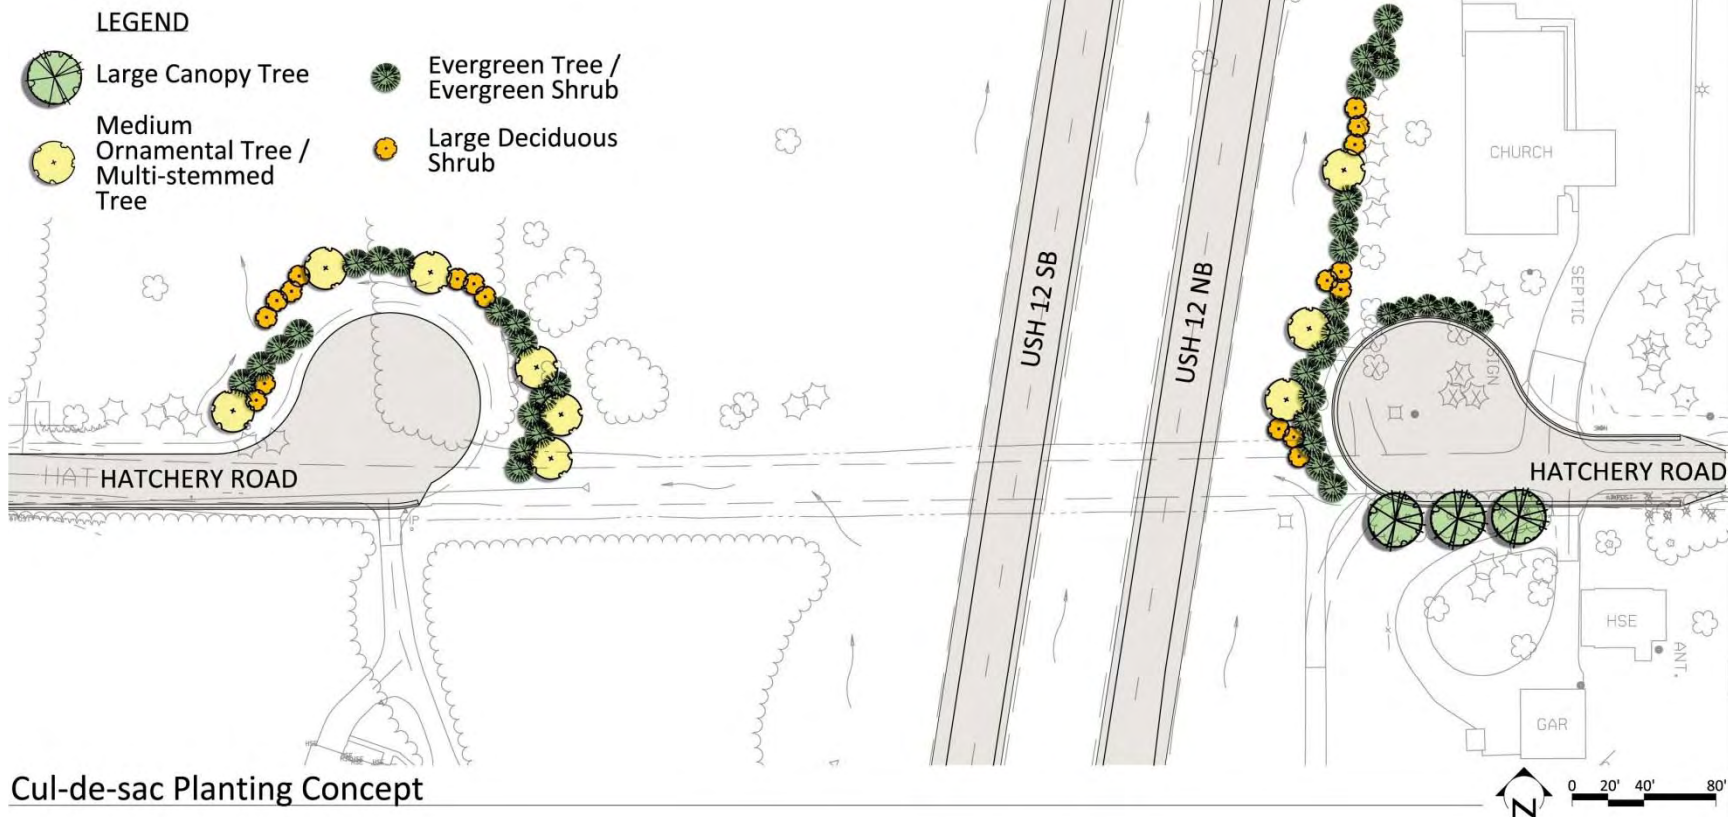 LEGEND
Large Canopy Tree
Evergreen Tree /
Evergreen Shrub
Medium
Ornamental Tree /
Multi-stemmed
Tree
Large Deciduous
Shrub
CHURCH
SEPTIC
USH 12 SB
USH 12 NB
SIGN
HAT
HATCHERY ROAD
HATCHERY ROAD
IP
HSE
ANT.
GAR
Cul-de-sac Planting Concept
N
0 20' 40' 80'